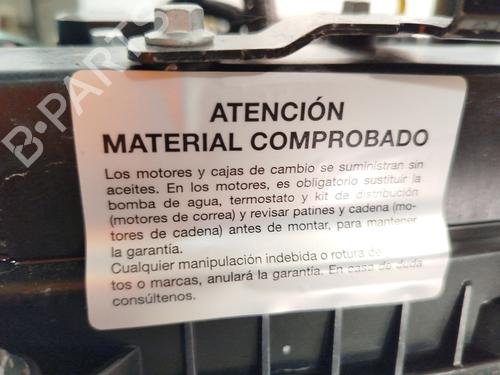 B-PARTS
ATENCIÓN
MATERIAL COMPROBADO
Los motores y cajas de cambio se suministran sin
aceites. En los motores, es obligatorio sustituir la
bomba de agua, termostato y kit de distribución
(motores de correa) y revisar patines y cadena (mo-
tores de cadena) antes de montar, para mantener
la garantía.
Cualquier manipulación indebida o rotura de
tos o marcas, anulará la garantía. En caso de duda
consúltenos.